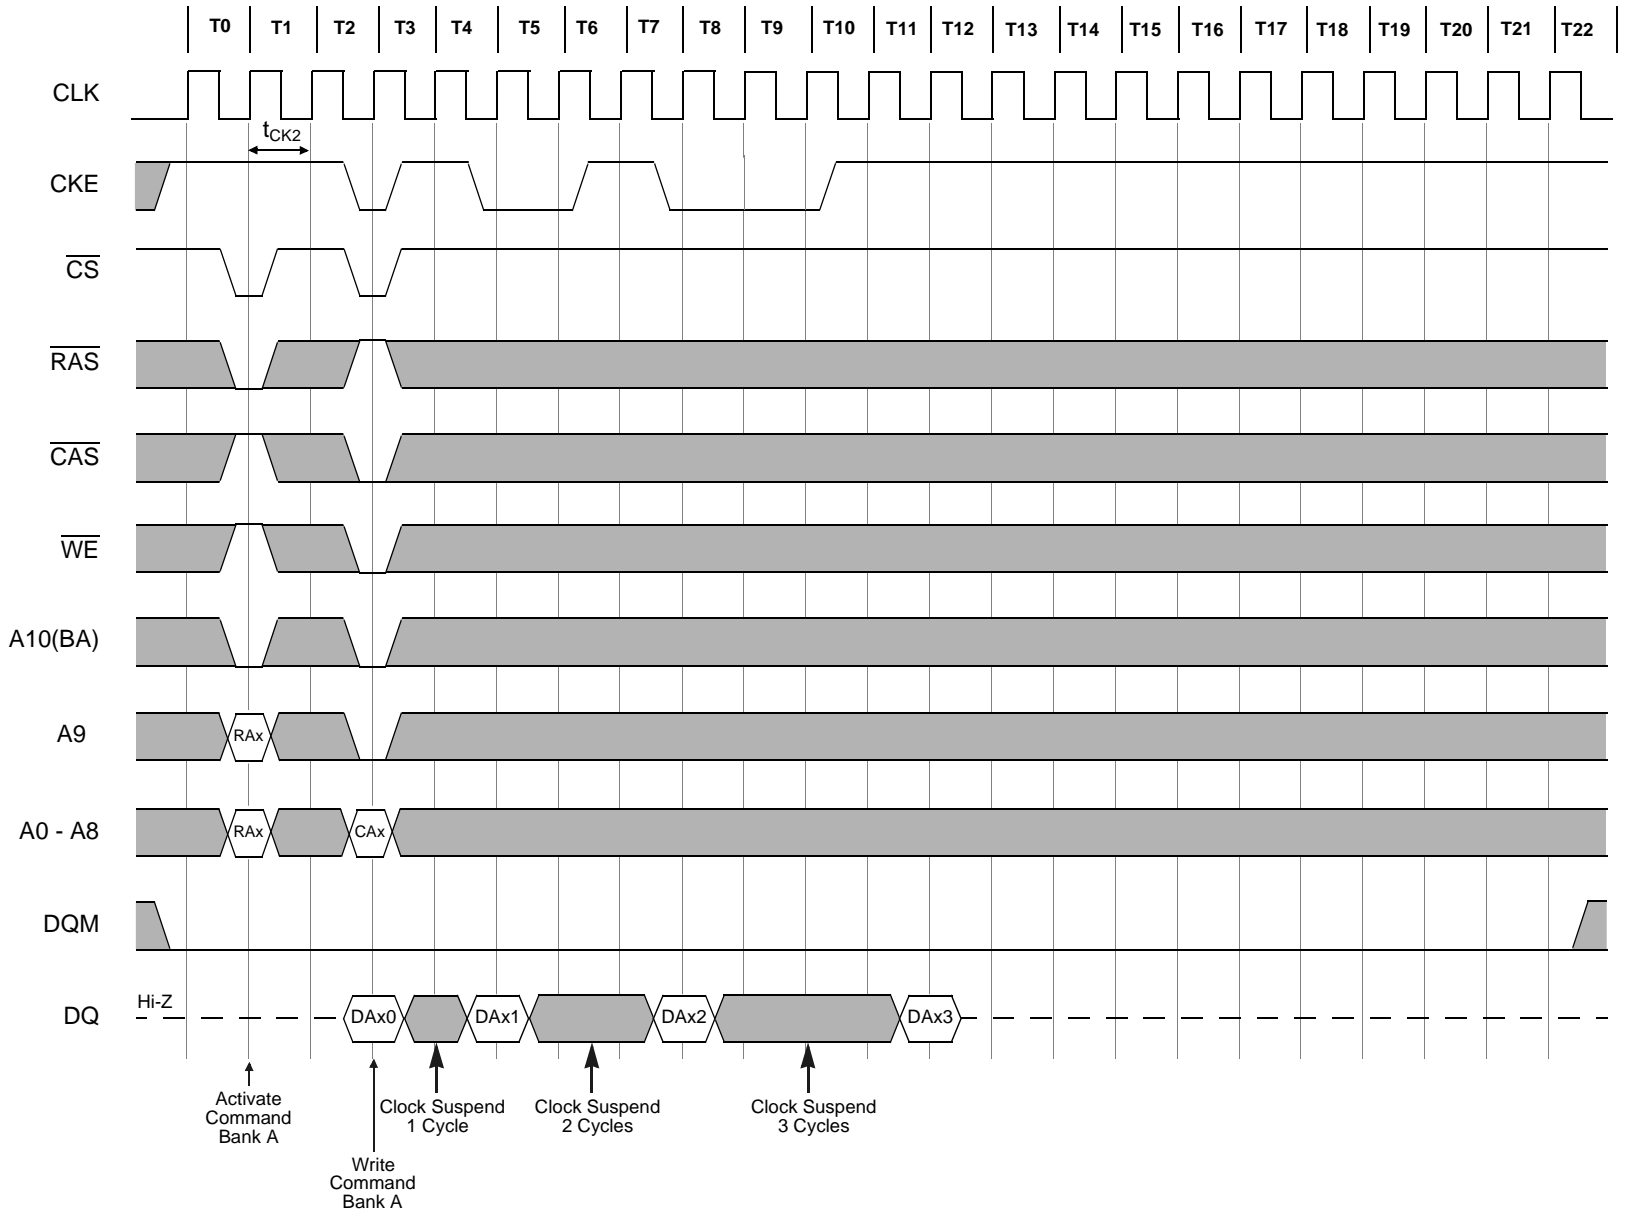 T0 T1 T2 T3 T4 T5 T6 T7 T8 T9 T10 T11 T12 T13 T14 T15 T16 T17 T18 T19 T20 T21 T22
CLK
tCK2
CKE
CS
RAS
CAS
WE
A10(BA)
A9
RAx
A0 - A8
RAx CAx
DQM
DQ
Hi-Z
DAx0 DAx1 DAx2 DAx3
Activate
Command
Bank A
Write
Command
Bank A
Clock Suspend
1 Cycle
Clock Suspend
2 Cycles
Clock Suspend
3 Cycles